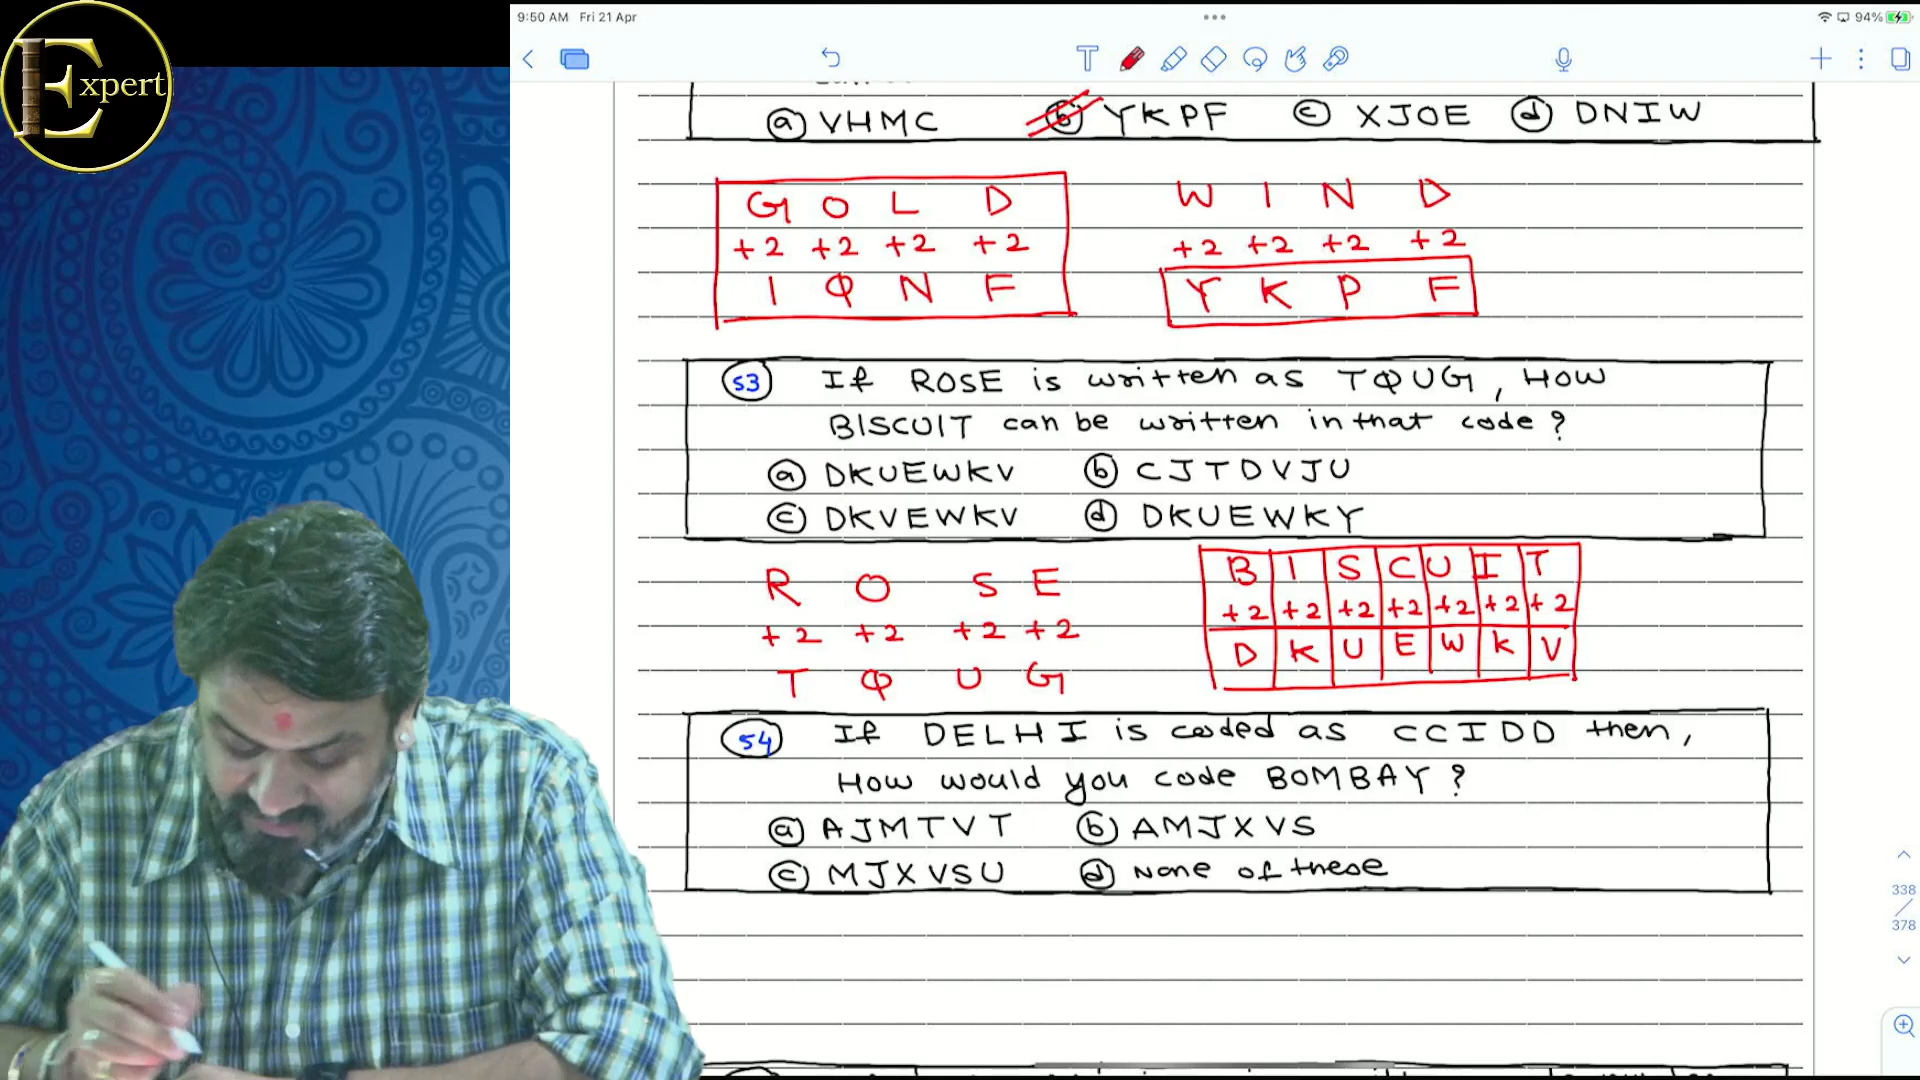 Expert
9:50 AM Fri 21 Apr
94%
ⓐ VHMC ⓑ YKPF ⓒ XJOE ⓓ DNIW
G O L D
+2 +2 +2 +2
I Q N F
W I N D
+2 +2 +2 +2
Y K P F
53 If ROSE is written as TQUG, HOW
BISCUIT can be written in that code?
ⓐ DKUEWKV ⓑ CJTDVJU
ⓒ DKVEWKV ⓓ DKUEWKY
R O S E
+2 +2 +2 +2
T Q U G
B I S C U I T
+2 +2 +2 +2 +2 +2 +2
D K U E W K V
54 If DELHI is coded as CCIDD then,
HOW would you code BOMBAY?
ⓐ AJMTVT ⓑ AMJXVS
ⓒ MJXVSU ⓓ None of these
338
378